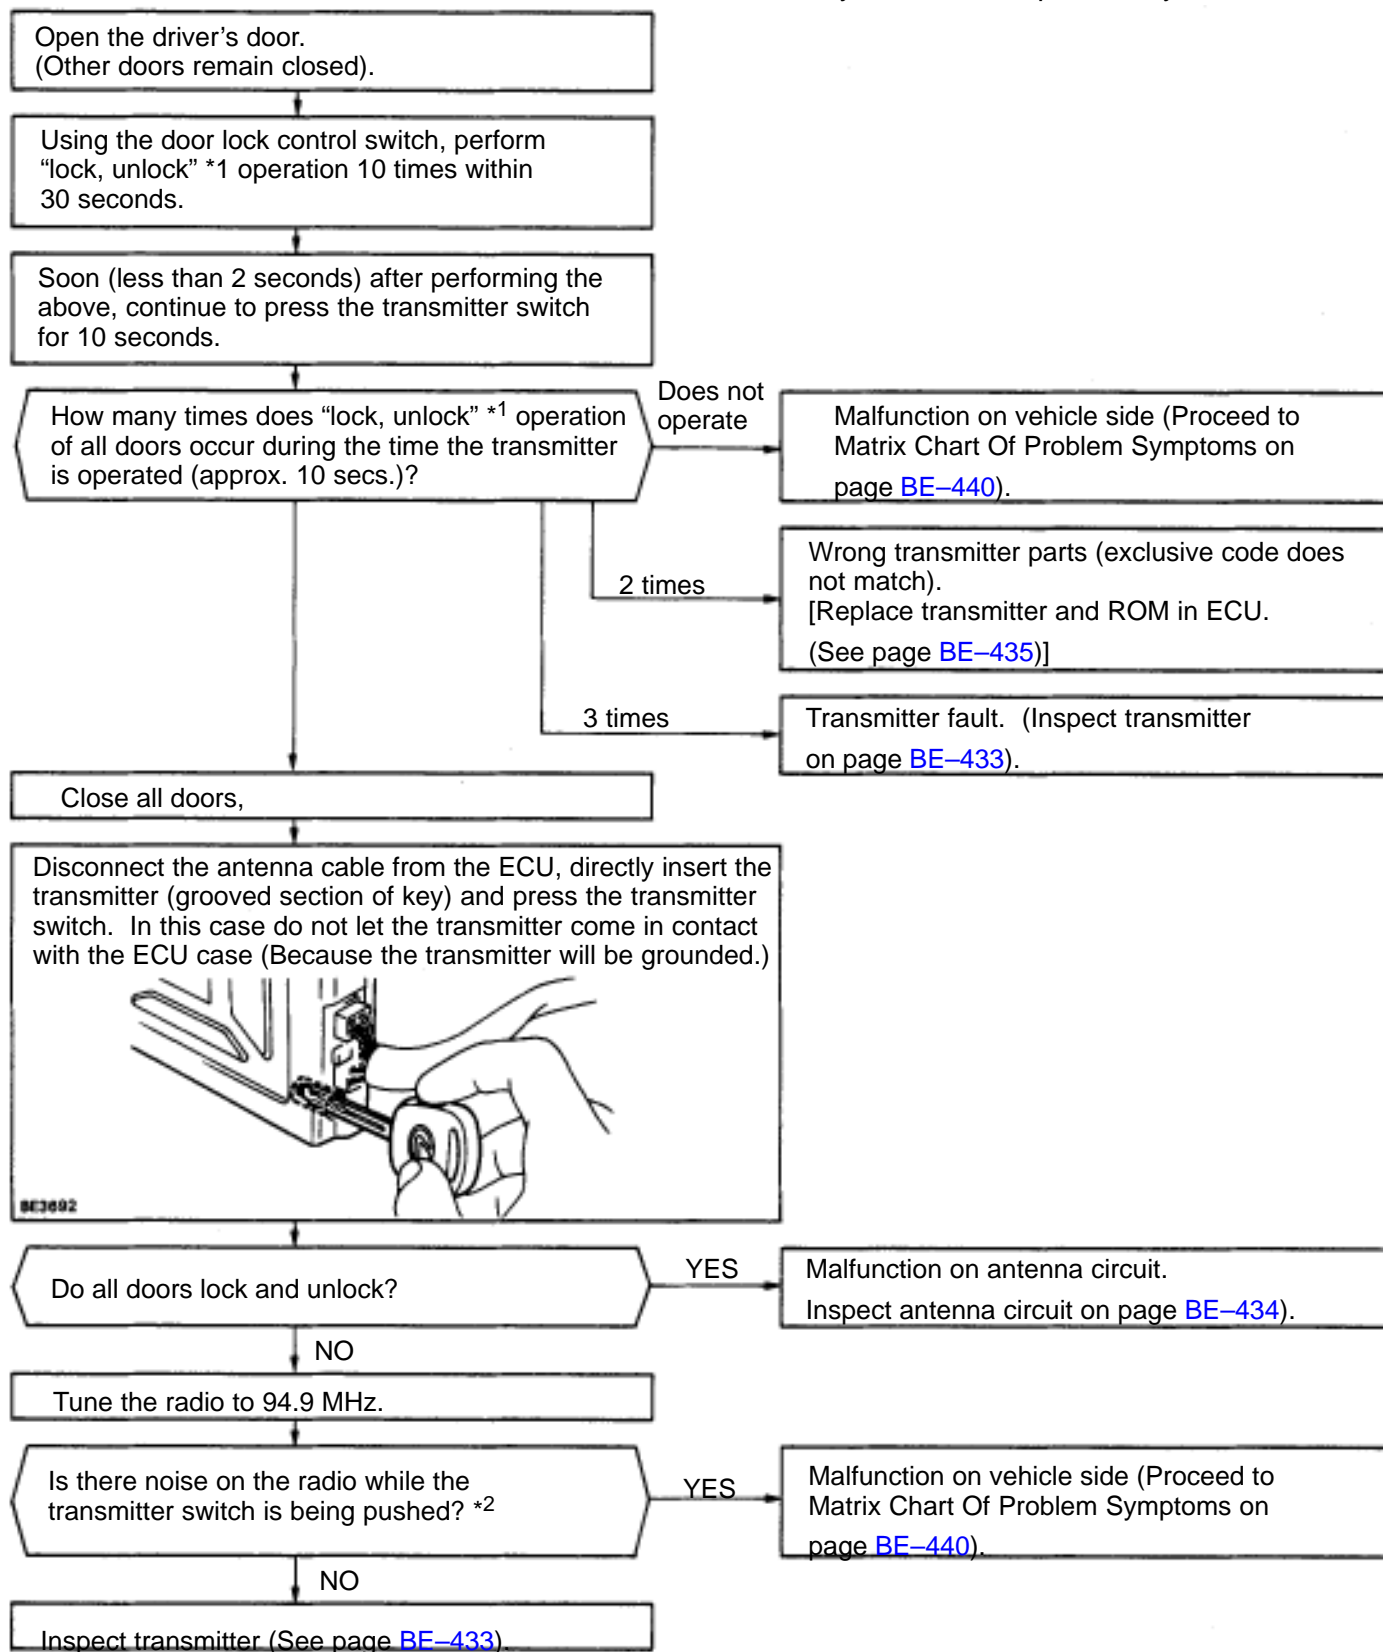 Open the driver's door.
(Other doors remain closed).
Using the door lock control switch, perform
“lock, unlock” *1 operation 10 times within
30 seconds.
Soon (less than 2 seconds) after performing the
above, continue to press the transmitter switch
for 10 seconds.
How many times does “lock, unlock” *1 operation
of all doors occur during the time the transmitter
is operated (approx. 10 secs.)?
Does not
operate
Malfunction on vehicle side (Proceed to
Matrix Chart Of Problem Symptoms on
page BE–440).
2 times
Wrong transmitter parts (exclusive code does
not match).
[Replace transmitter and ROM in ECU.
(See page BE–435)]
3 times
Transmitter fault. (Inspect transmitter
on page BE–433).
Close all doors,
Disconnect the antenna cable from the ECU, directly insert the
transmitter (grooved section of key) and press the transmitter
switch. In this case do not let the transmitter come in contact
with the ECU case (Because the transmitter will be grounded.)
BE3692
Do all doors lock and unlock?
YES
Malfunction on antenna circuit.
Inspect antenna circuit on page BE–434).
NO
Tune the radio to 94.9 MHz.
Is there noise on the radio while the
transmitter switch is being pushed? *2
YES
Malfunction on vehicle side (Proceed to
Matrix Chart Of Problem Symptoms on
page BE–440).
NO
Inspect transmitter (See page BE–433).